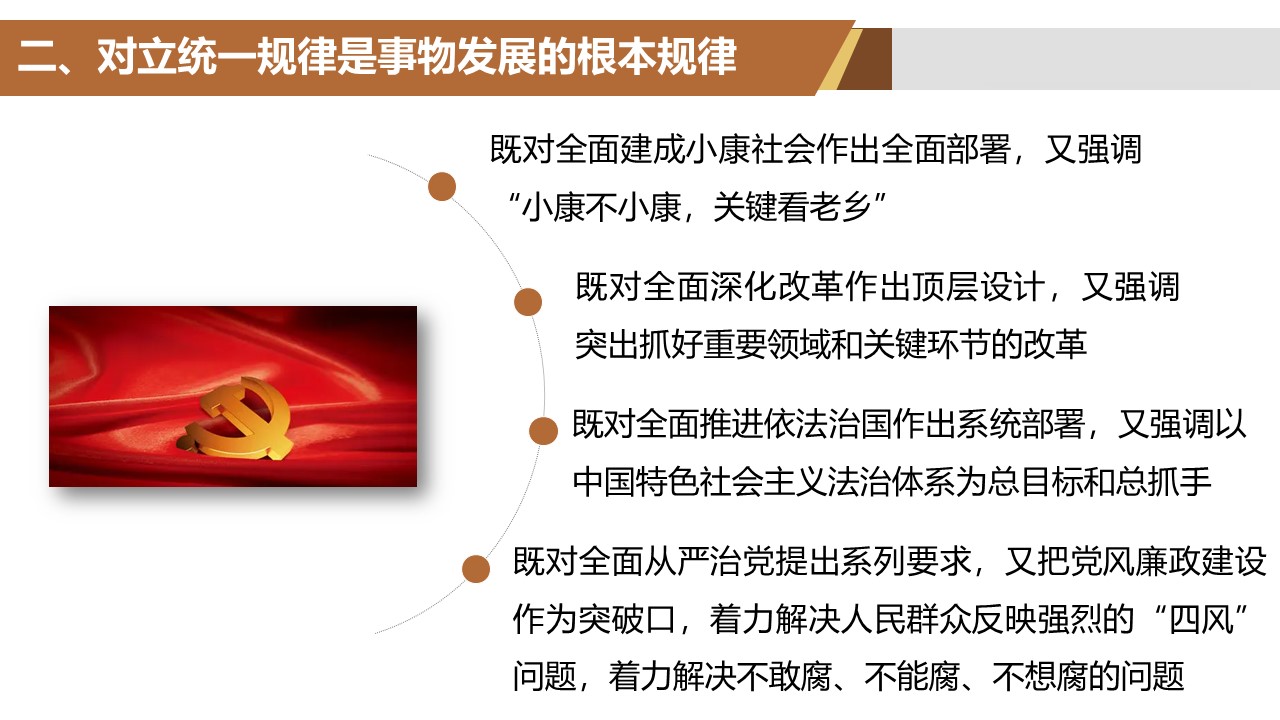 二、对立统一规律是事物发展的根本规律
既对全面建成小康社会作出全面部署，又强调
“小康不小康，关键看老乡”
既对全面深化改革作出顶层设计，又强调
突出抓好重要领域和关键环节的改革
既对全面推进依法治国作出系统部署，又强调以
中国特色社会主义法治体系为总目标和总抓手
既对全面从严治党提出系列要求，又把党风廉政建设
作为突破口，着力解决人民群众反映强烈的“四风”
问题，着力解决不敢腐、不能腐、不想腐的问题